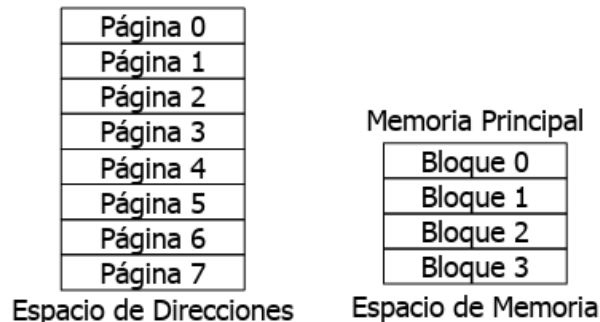 Página 0
Página 1
Página 2
Página 3
Página 4
Página 5
Página 6
Página 7
Espacio de Direcciones
Memoria Principal
Bloque 0
Bloque 1
Bloque 2
Bloque 3
Espacio de Memoria